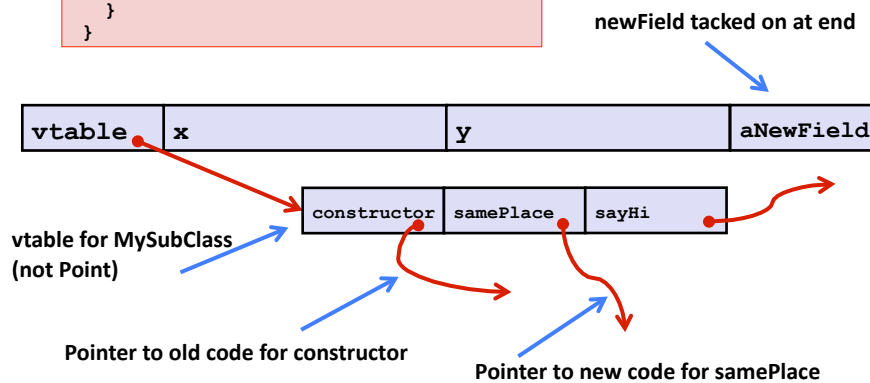 }
}
newField tacked on at end
vtable x y aNewField
constructor samePlace sayHi
vtable for MySubClass
(not Point)
Pointer to old code for constructor
Pointer to new code for samePlace